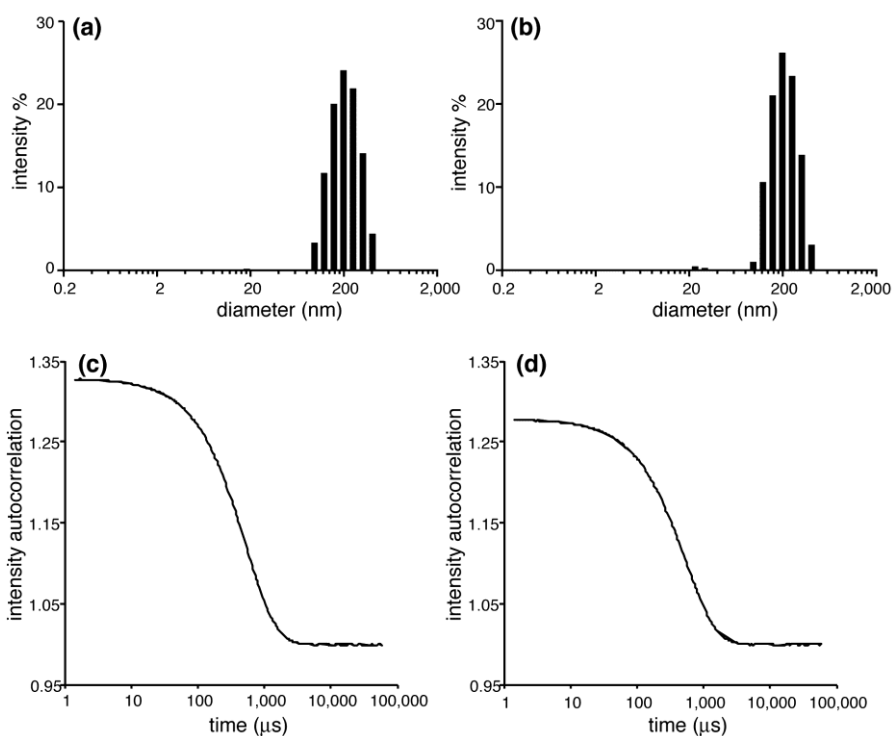 (a)
30
20
10
0
intensity %
0.2 2 20 200 2,000
diameter (nm)
(b)
30
20
10
0
intensity %
0.2 2 20 200 2,000
diameter (nm)
(c)
1.35
1.25
1.15
1.05
0.95
intensity autocorrelation
1 10 100 1,000 10,000 100,000
time (μs)
(d)
1.35
1.25
1.15
1.05
0.95
intensity autocorrelation
1 10 100 1,000 10,000 100,000
time (μs)